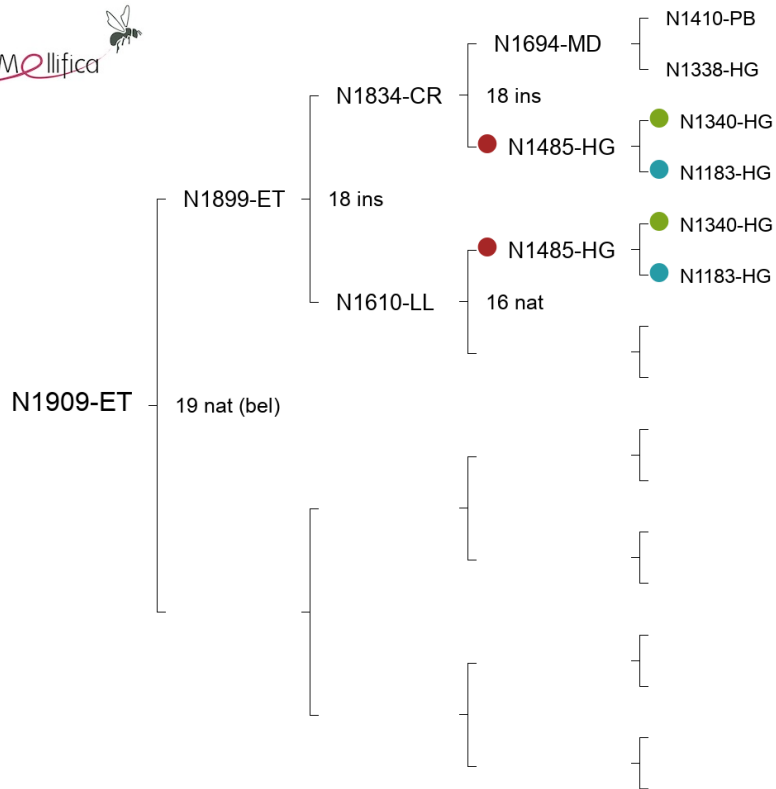 Mellifica
N1410-PB
N1694-MD
N1338-HG
N1834-CR
18 ins
N1340-HG
N1485-HG
N1183-HG
N1899-ET
18 ins
N1340-HG
N1485-HG
N1183-HG
N1610-LL
16 nat
N1909-ET
19 nat (bel)